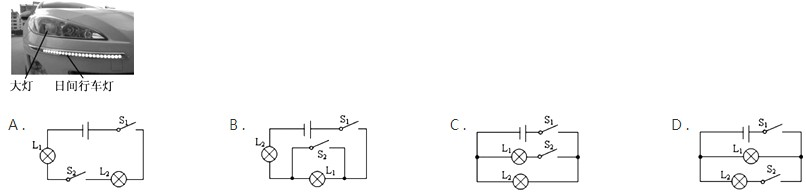 大灯 日间行车灯
A. S₁ L₁ S₂ L₂
B. S₁ L₂ S₂ L₁
C. S₁ L₁ S₂ L₂
D. S₁ L₁ L₂ S₂